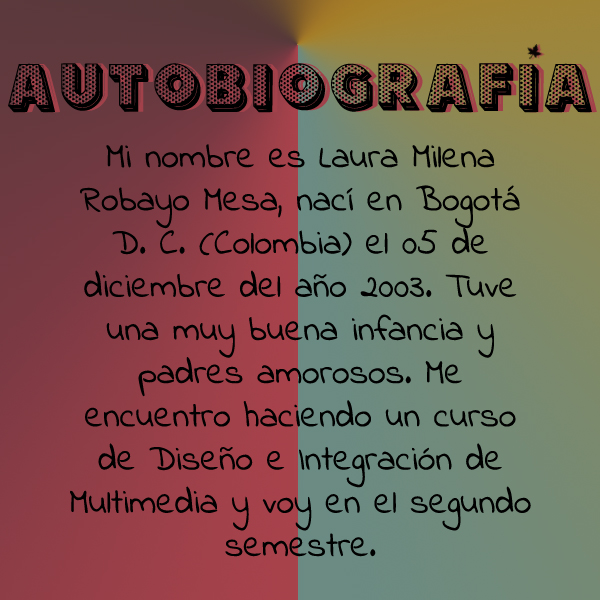 AUTOBIOGRAFIA
Mi nombre es Laura Milena
Robayo Mesa, nací en Bogotá
D. C. (Colombia) el 05 de
diciembre del año 2003. Tuve
una muy buena infancia y
padres amorosos. Me
encuentro haciendo un curso
de Diseño e Integración de
Multimedia y voy en el segundo
semestre.